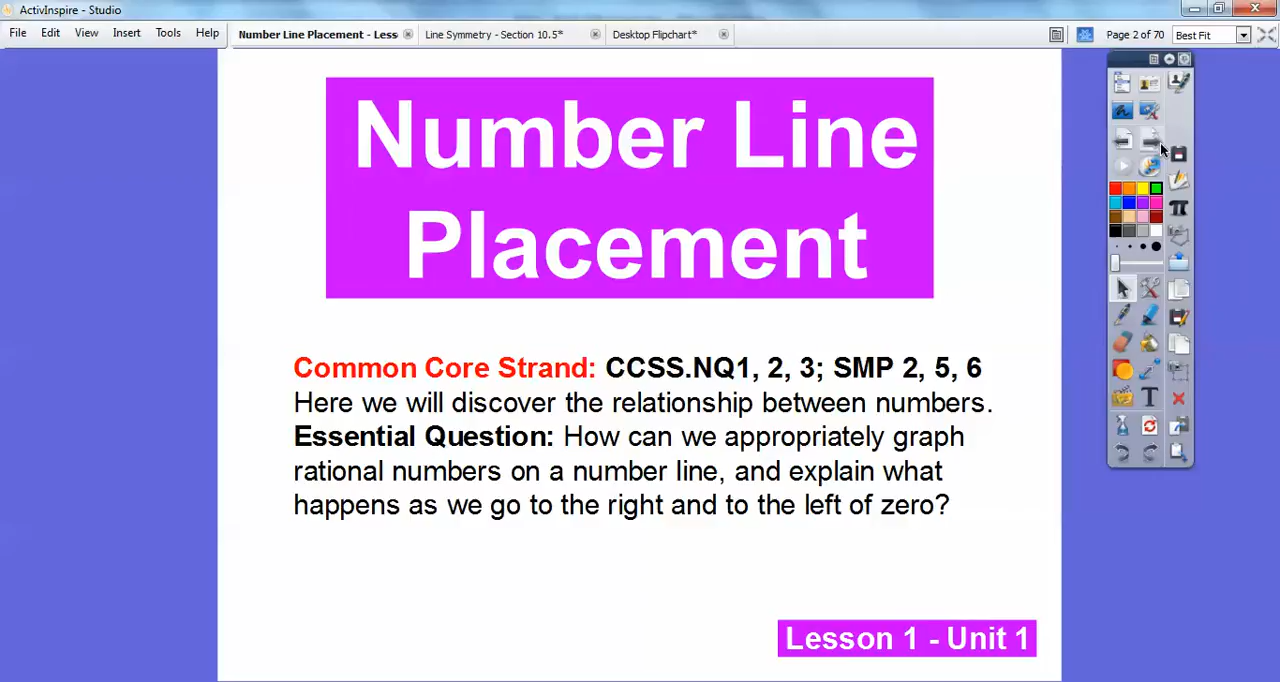 ActivInspire - Studio
File Edit View Insert Tools Help
Number Line Placement - Less
Line Symmetry - Section 10.5*
Desktop Flipchart*
Page 2 of 70
Best Fit
Number Line
Placement
Common Core Strand: CCSS.NQ1, 2, 3; SMP 2, 5, 6
Here we will discover the relationship between numbers.
Essential Question: How can we appropriately graph
rational numbers on a number line, and explain what
happens as we go to the right and to the left of zero?
Lesson 1 - Unit 1